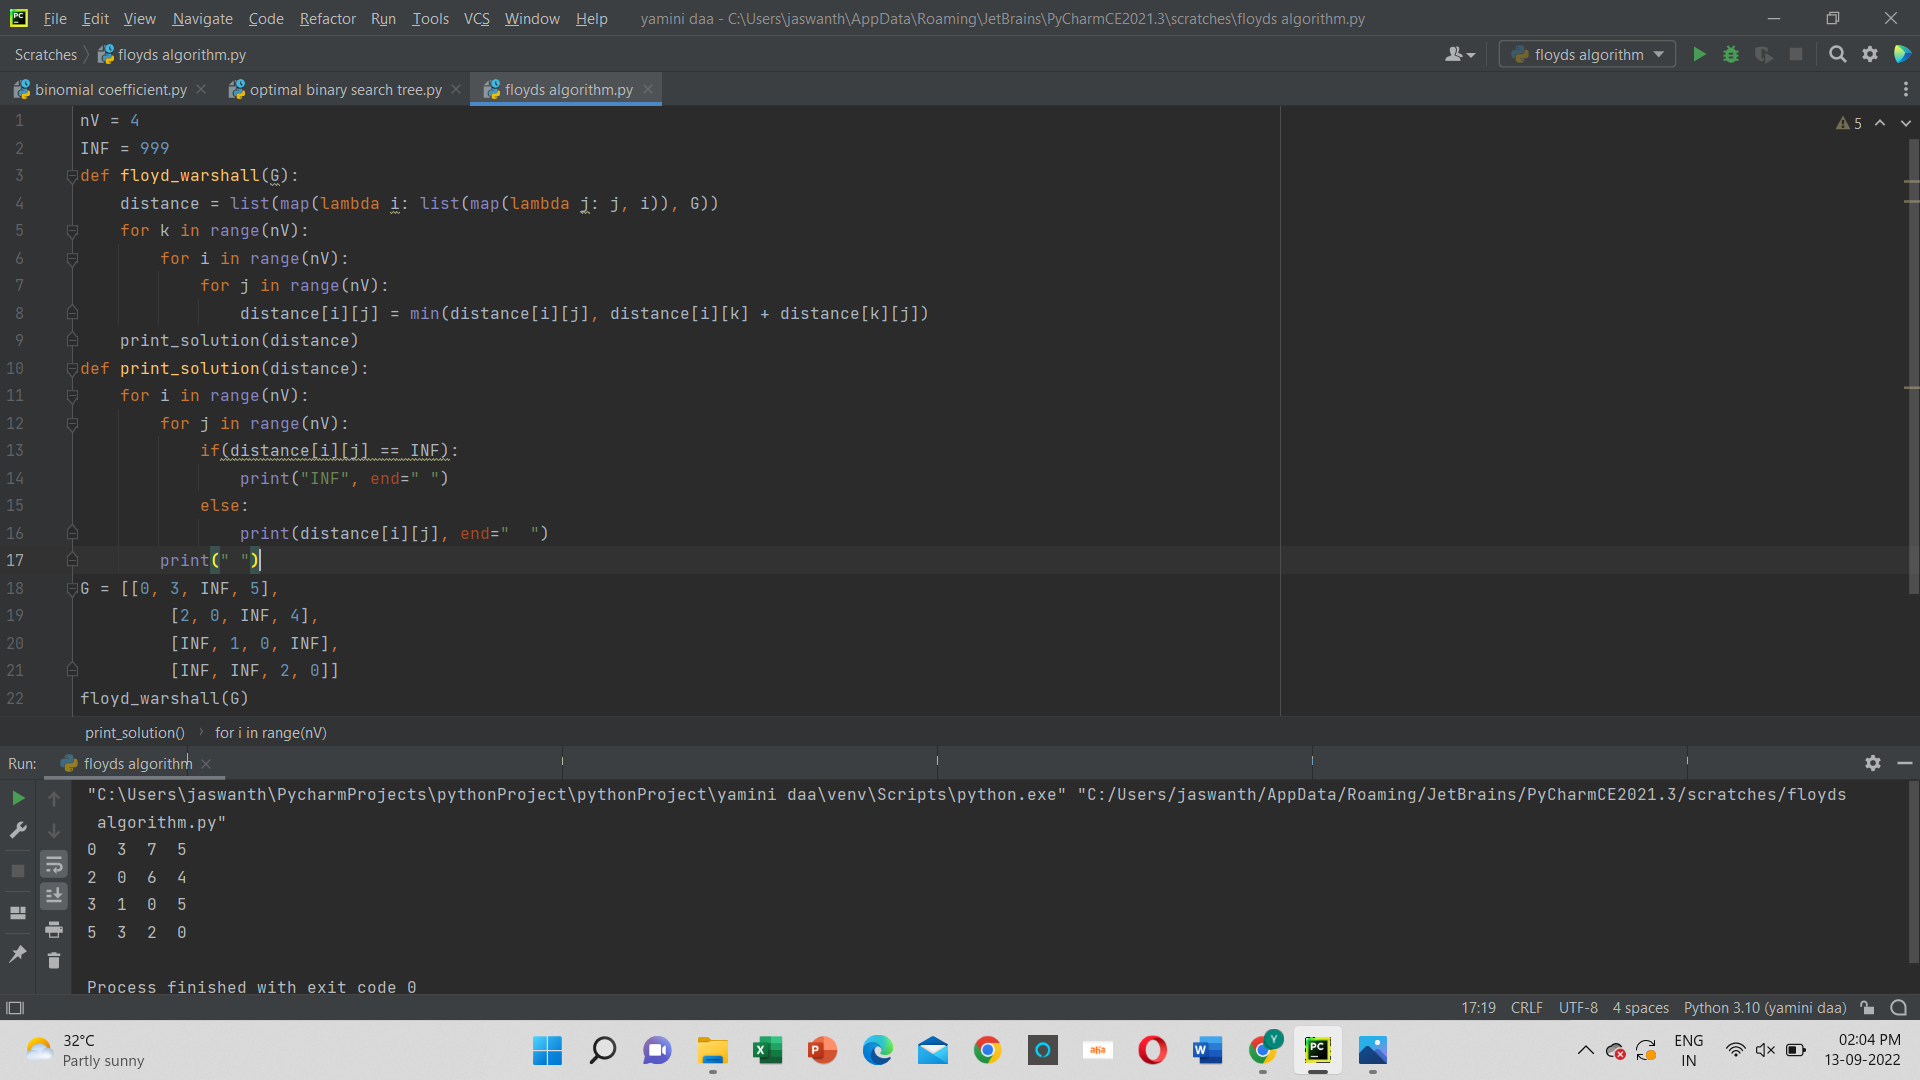 PC File Edit View Navigate Code Refactor Run Tools VCS Window Help yamini daa - C:\Users\jaswanth\AppData\Roaming\JetBrains\PyCharmCE2021.3\scratches\floyds algorithm.py
Scratches floyds algorithm.py floyds algorithm
binomial coefficient.py optimal binary search tree.py floyds algorithm.py
1 nV = 4
5
2 INF = 999
3 def floyd_warshall(G):
4 distance = list(map(lambda i: list(map(lambda j: j, i)), G))
5 for k in range(nV):
6 for i in range(nV):
7 for j in range(nV):
8 distance[i][j] = min(distance[i][j], distance[i][k] + distance[k][j])
9 print_solution(distance)
10 def print_solution(distance):
11 for i in range(nV):
12 for j in range(nV):
13 if(distance[i][j] == INF):
14 print("INF", end=" ")
15 else:
16 print(distance[i][j], end="  ")
17 print(" ")
18 G = [[0, 3, INF, 5],
19 [2, 0, INF, 4],
20 [INF, 1, 0, INF],
21 [INF, INF, 2, 0]]
22 floyd_warshall(G)
print_solution() for i in range(nV)
Run: floyds algorithm
"C:\Users\jaswanth\PycharmProjects\pythonProject\pythonProject\yamini daa\venv\Scripts\python.exe" "C:/Users/jaswanth/AppData/Roaming/JetBrains/PyCharmCE2021.3/scratches/floyds
algorithm.py"
0 3 7 5
2 0 6 4
3 1 0 5
5 3 2 0
Process finished with exit code 0
17:19 CRLF UTF-8 4 spaces Python 3.10 (yamini daa)
32°C
Partly sunny
X P alia W Y PC
ENG
IN
02:04 PM
13-09-2022